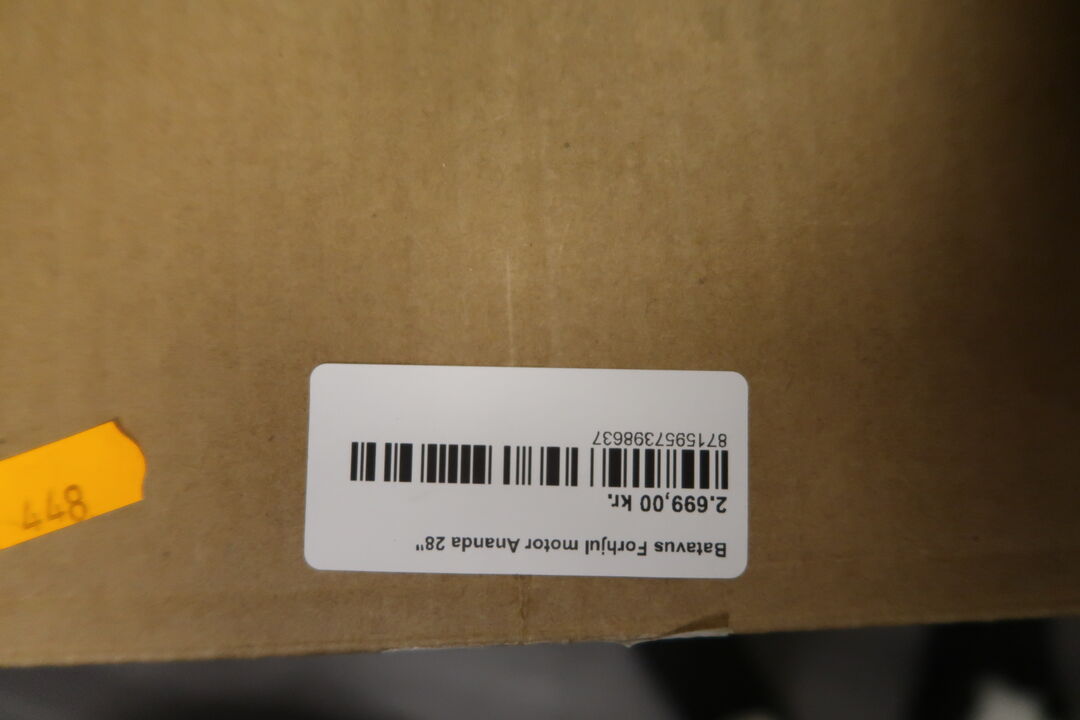 Batavus Forhjul motor Ananda 28"
2.699,00 kr.
8715957398637
448